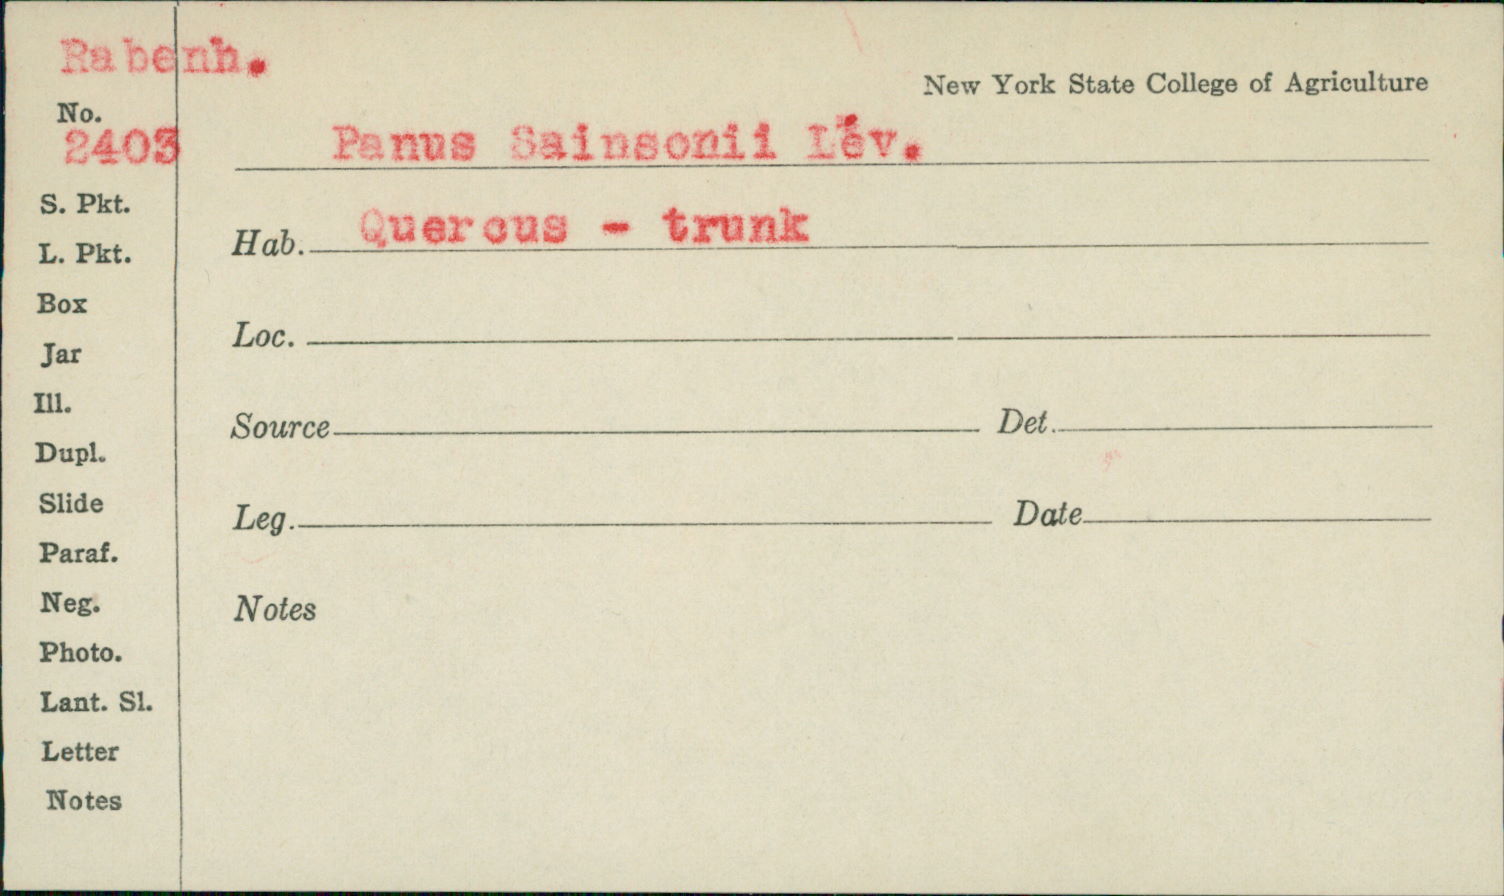 Rabenh.
New York State College of Agriculture
No.
2403
Panus Sainsonii Lév.
S. Pkt.
Hab. Quercus - trunk
L. Pkt.
Box
Loc.
Jar
Ill.
Source Det.
Dupl.
Slide
Leg. Date
Paraf.
Neg.
Notes
Photo.
Lant. Sl.
Letter
Notes